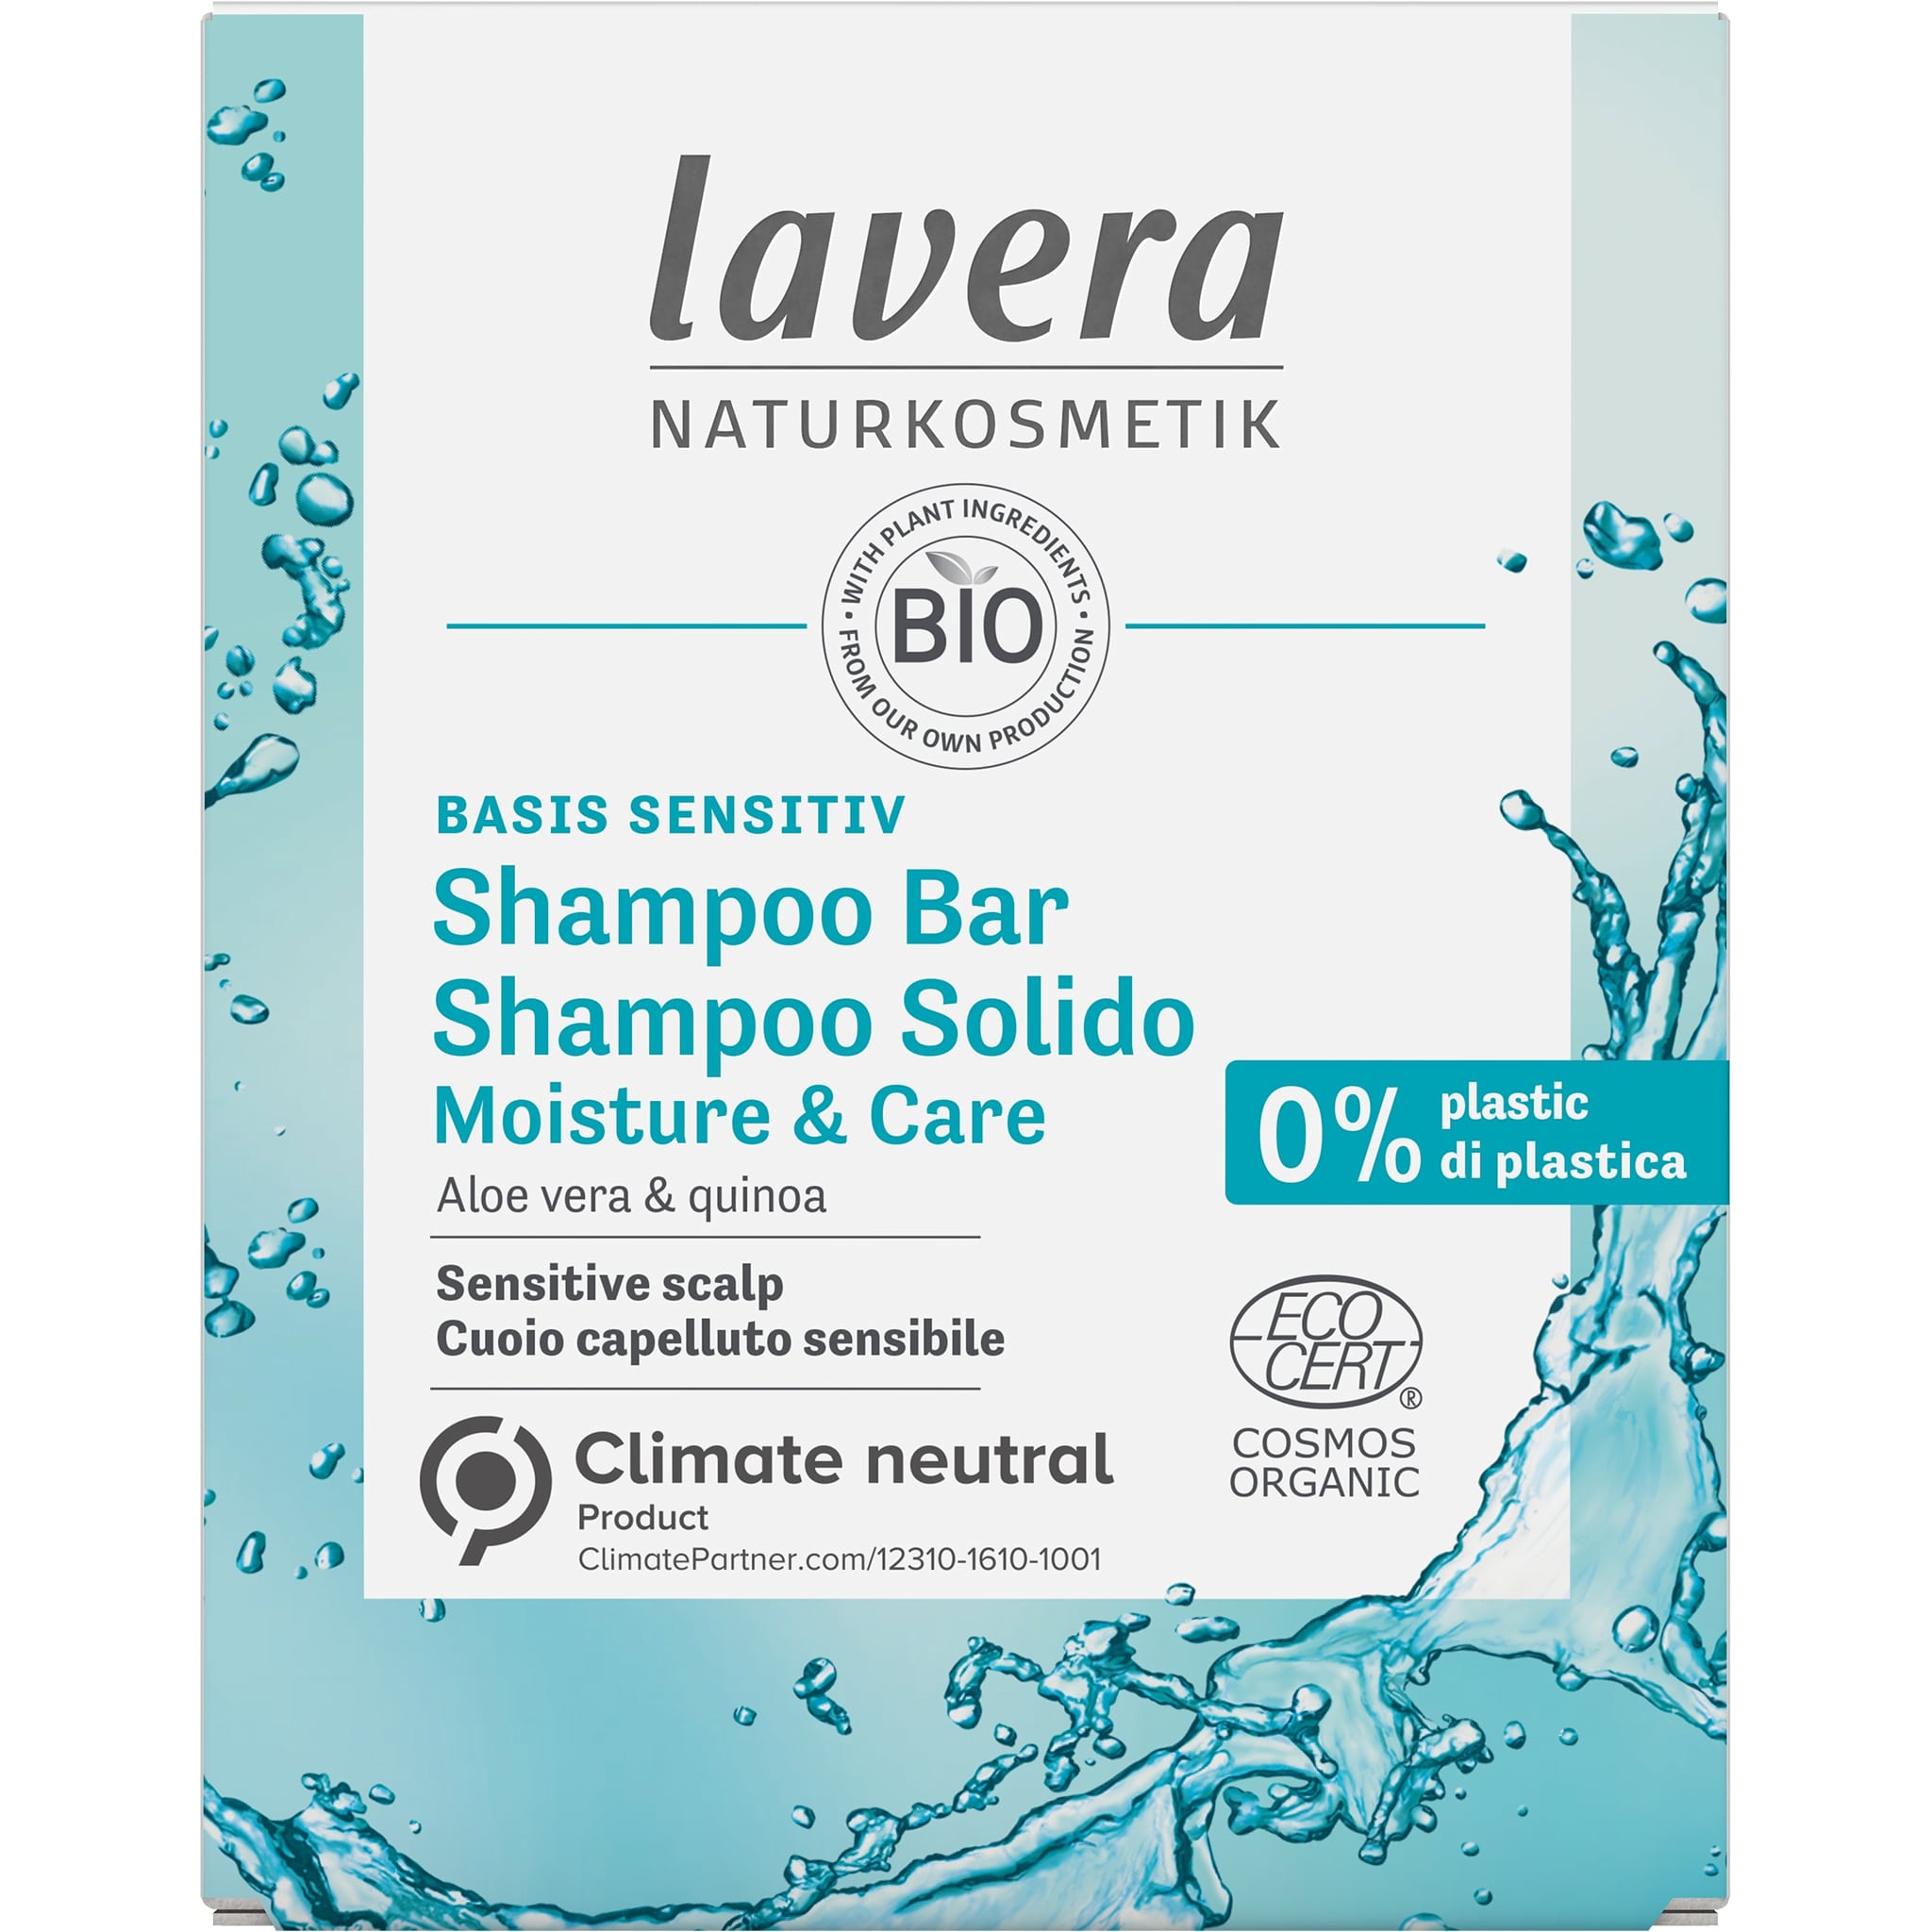 lavera
NATURKOSMETIK
• WITH PLANT INGREDIENTS •
FROM OUR OWN PRODUCTION
BIO
BASIS SENSITIV
Shampoo Bar
Shampoo Solido
Moisture & Care
0% plastic
di plastica
Aloe vera & quinoa
Sensitive scalp
Cuoio capelluto sensibile
ECO
CERT®
COSMOS
ORGANIC
Climate neutral
Product
ClimatePartner.com/12310-1610-1001